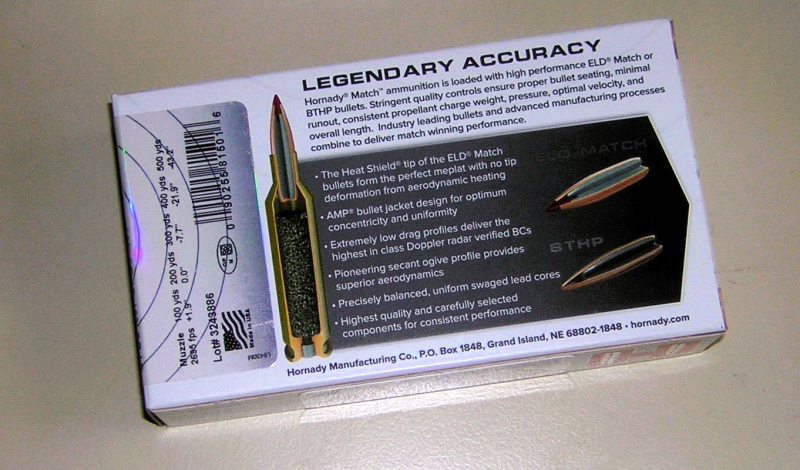 LEGENDARY ACCURACY
Hornady® Match™ ammunition is loaded with high performance ELD® Match or
BTHP bullets. Stringent quality controls ensure proper bullet seating, minimal
runout, consistent propellant charge weight, pressure, optimal velocity, and
overall length. Industry leading bullets and advanced manufacturing processes
combine to deliver match winning performance.
• The Heat Shield® tip of the ELD® Match
bullets form the perfect meplat with no tip
deformation from aerodynamic heating
• AMP® bullet jacket design for optimum
concentricity and uniformity
• Extremely low drag profiles deliver the
highest in class Doppler radar verified BCs
• Pioneering secant ogive profile provides
superior aerodynamics
• Precisely balanced, uniform swaged lead cores
• Highest quality and carefully selected
components for consistent performance
ELD MATCH
BTHP
Hornady Manufacturing Co., P.O. Box 1848, Grand Island, NE 68802-1848 • hornady.com
Muzzle 100 yds 200 yds 300 yds 400 yds 500 yds
2695 fps +1.9" 0.0" -7.7" -21.9" -43.2"
Lot# 3243886
0 90255 81501 6
Made in USA